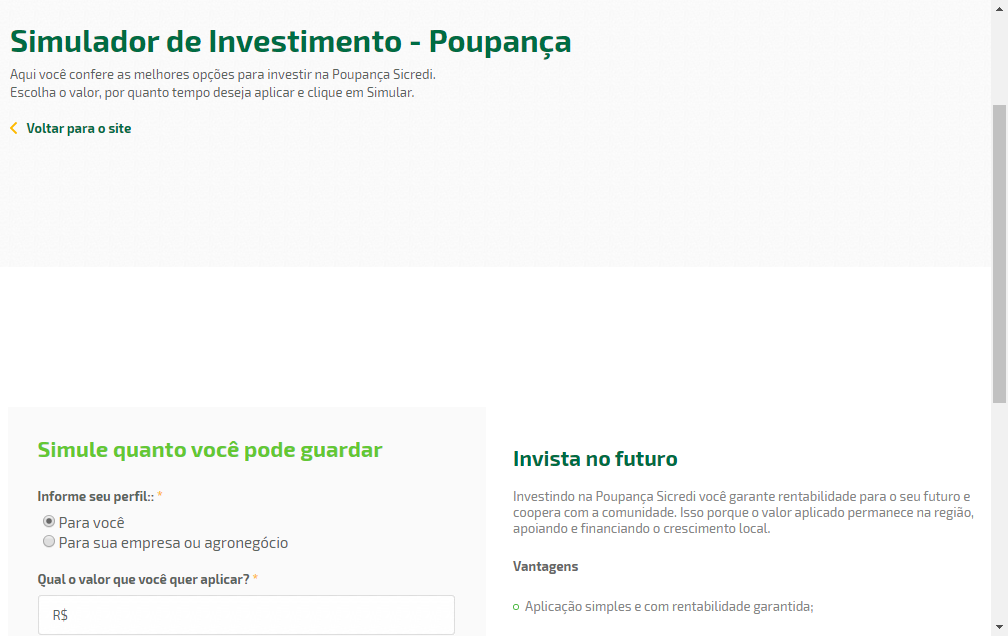 Simulador de Investimento - Poupança
Aqui você confere as melhores opções para investir na Poupança Sicredi.
Escolha o valor, por quanto tempo deseja aplicar e clique em Simular.
Voltar para o site
Simule quanto você pode guardar
Informe seu perfil:: *
Para você
Para sua empresa ou agronegócio
Qual o valor que você quer aplicar? *
R$
Invista no futuro
Investindo na Poupança Sicredi você garante rentabilidade para o seu futuro e
coopera com a comunidade. Isso porque o valor aplicado permanece na região,
apoiando e financiando o crescimento local.
Vantagens
Aplicação simples e com rentabilidade garantida;